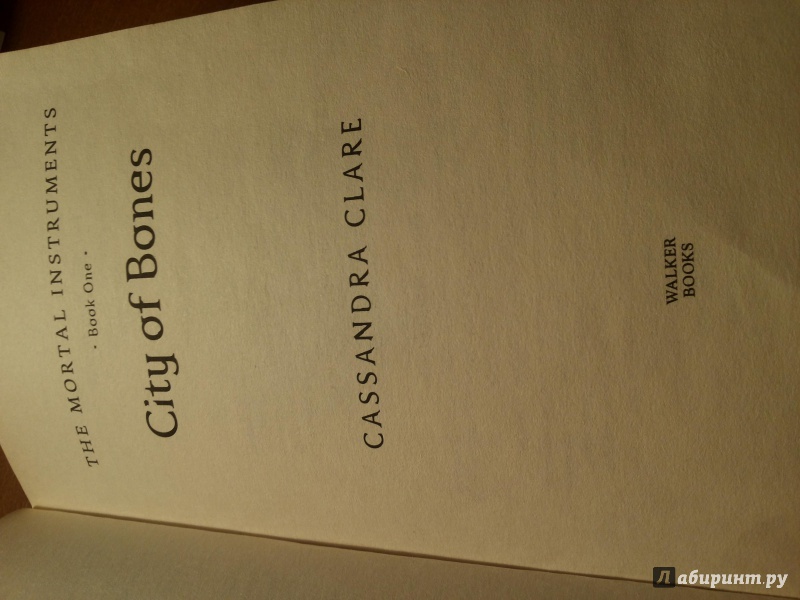 THE MORTAL INSTRUMENTS
· Book One ·
City of Bones
CASSANDRA CLARE
WALKER
BOOKS
Лабиринт.ру